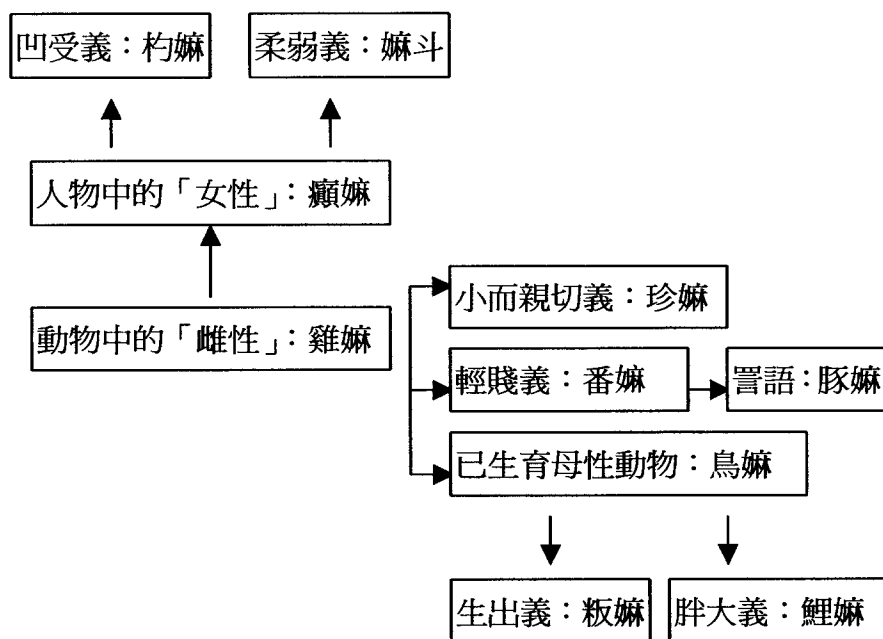 凹受義：杓嫲
柔弱義：嫲斗
人物中的「女性」：癲嫲
動物中的「雌性」：雞嫲
小而親切義：珍嫲
輕賤義：番嫲
詈語：豚嫲
已生育母性動物：鳥嫲
生出義：粄嫲
胖大義：鯉嫲